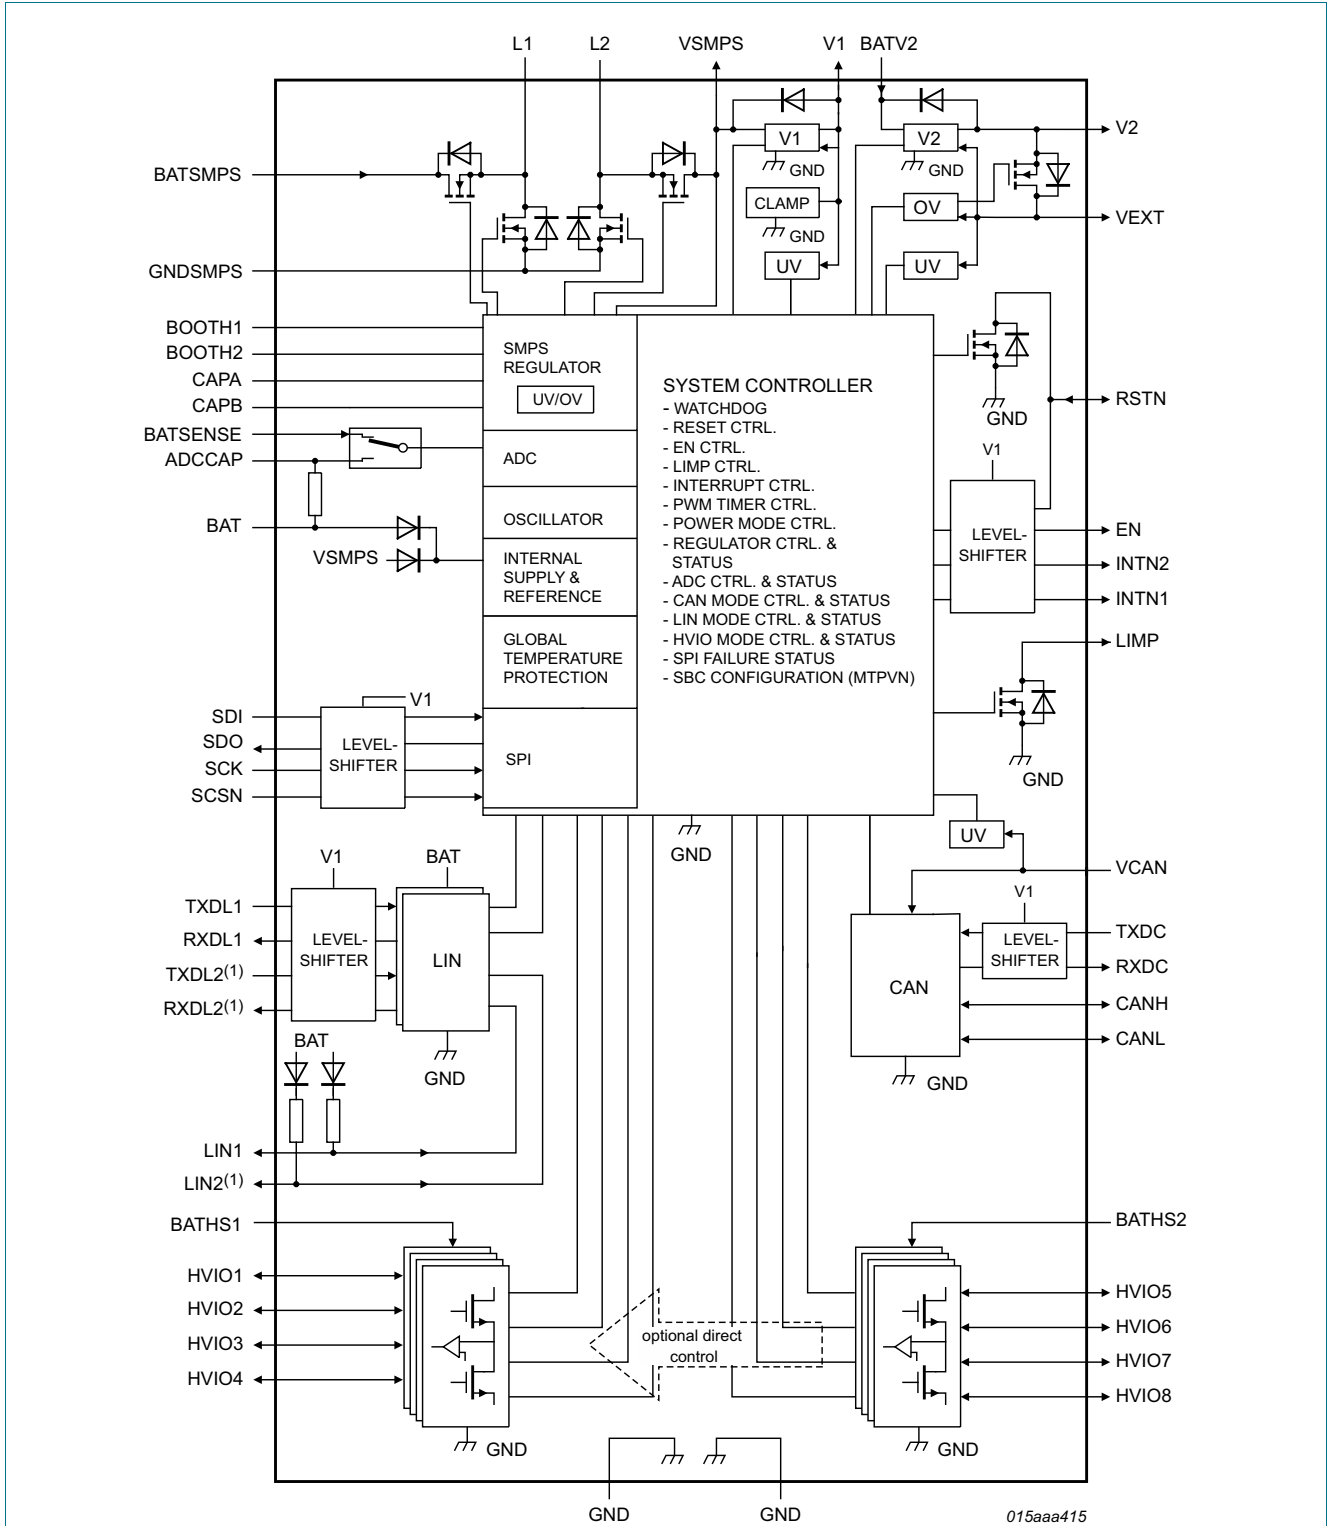 L1
L2
VSMPS
V1
BATV2
V2
VEXT
BATSMPS
GNDSMPS
V1
GND
V2
GND
CLAMP
GND
OV
UV
UV
BOOTH1
BOOTH2
CAPA
CAPB
BATSENSE
ADCCAP
BAT
VSMPS
SMPS
REGULATOR
UV/OV
ADC
OSCILLATOR
INTERNAL
SUPPLY &
REFERENCE
GLOBAL
TEMPERATURE
PROTECTION
SPI
SYSTEM CONTROLLER
- WATCHDOG
- RESET CTRL.
- EN CTRL.
- LIMP CTRL.
- INTERRUPT CTRL.
- PWM TIMER CTRL.
- POWER MODE CTRL.
- REGULATOR CTRL. &
STATUS
- ADC CTRL. & STATUS
- CAN MODE CTRL. & STATUS
- LIN MODE CTRL. & STATUS
- HVIO MODE CTRL. & STATUS
- SPI FAILURE STATUS
- SBC CONFIGURATION (MTPVN)
GND
GND
RSTN
V1
LEVEL-
SHIFTER
EN
INTN2
INTN1
LIMP
GND
SDI
SDO
SCK
SCSN
V1
LEVEL-
SHIFTER
UV
VCAN
V1
BAT
TXDL1
RXDL1
TXDL2(1)
RXDL2(1)
LEVEL-
SHIFTER
LIN
GND
BAT
LIN1
LIN2(1)
V1
LEVEL-
SHIFTER
TXDC
RXDC
CANH
CANL
CAN
GND
BATHS1
HVIO1
HVIO2
HVIO3
HVIO4
GND
optional direct
control
BATHS2
HVIO5
HVIO6
HVIO7
HVIO8
GND
GND
GND
015aaa415